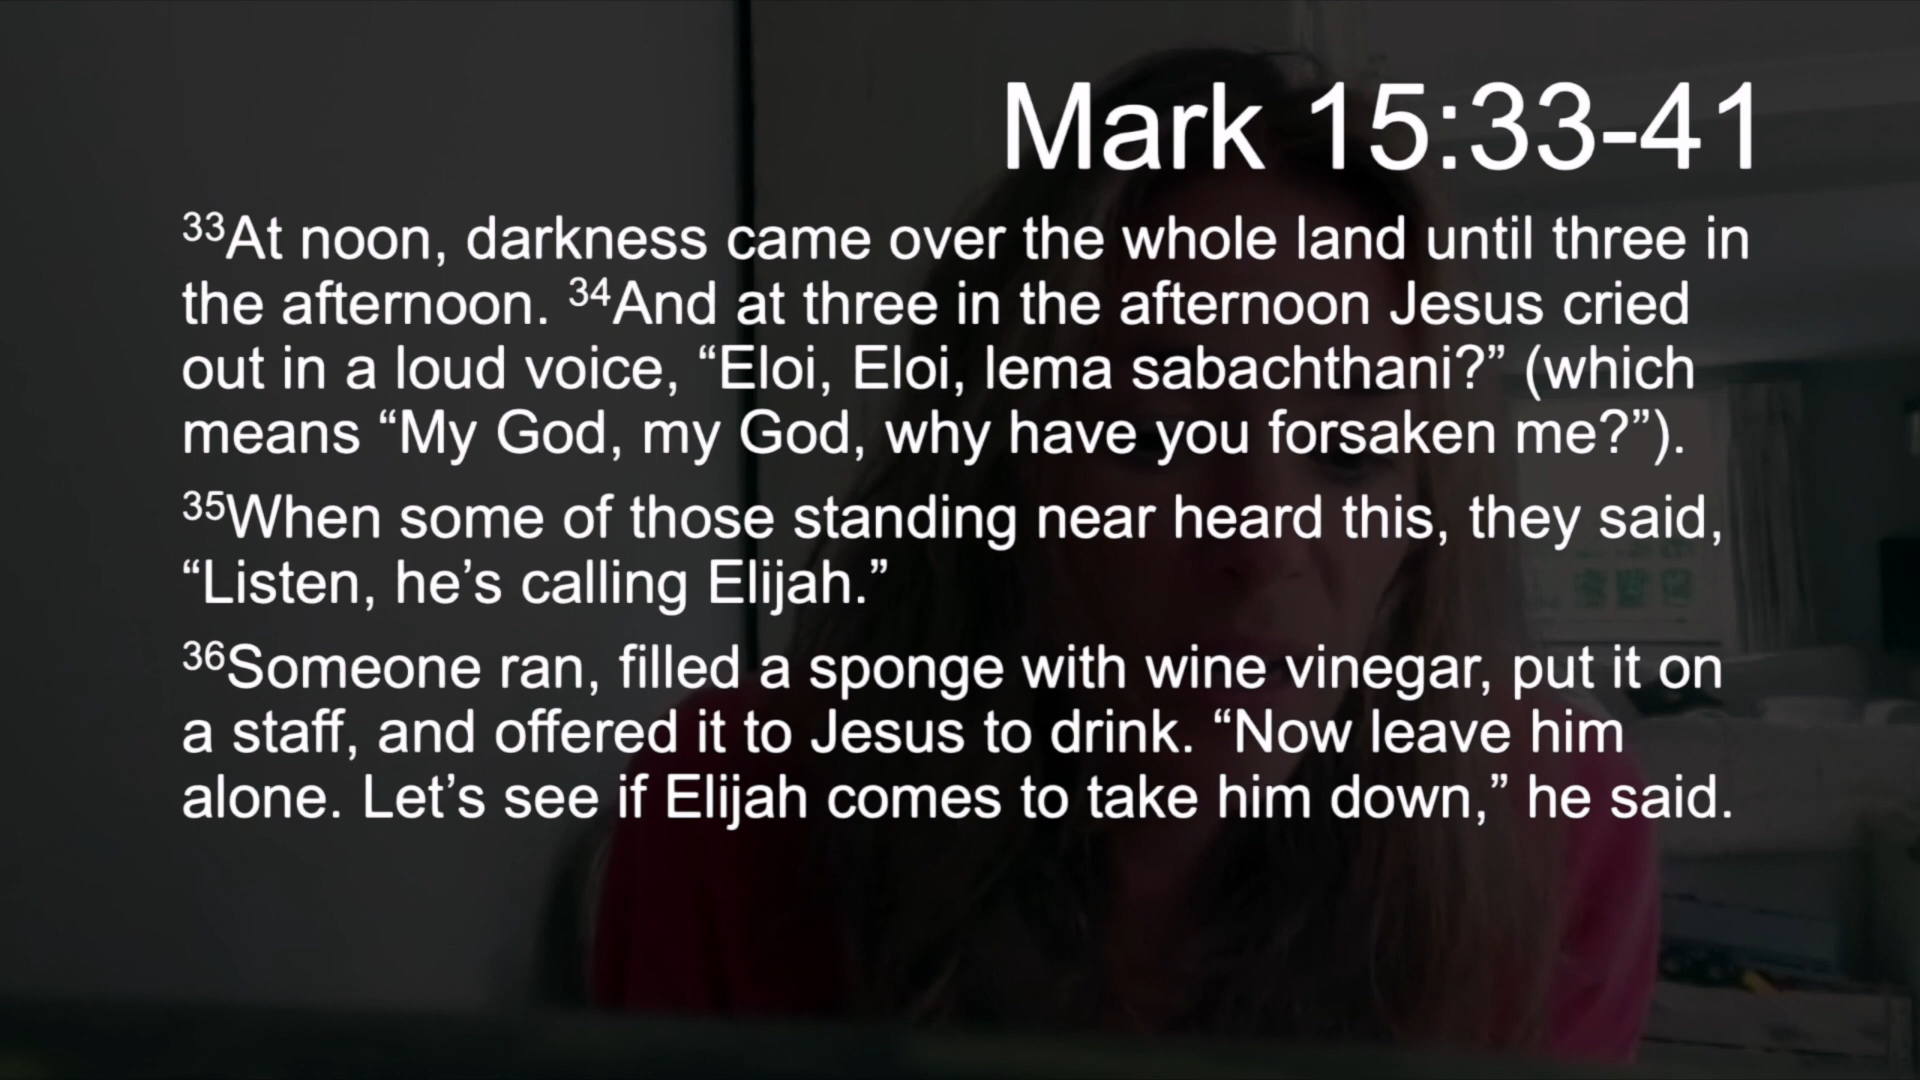 Mark 15:33-41
33At noon, darkness came over the whole land until three in
the afternoon. 34And at three in the afternoon Jesus cried
out in a loud voice, “Eloi, Eloi, lema sabachthani?” (which
means “My God, my God, why have you forsaken me?”).
35When some of those standing near heard this, they said,
“Listen, he’s calling Elijah.”
36Someone ran, filled a sponge with wine vinegar, put it on
a staff, and offered it to Jesus to drink. “Now leave him
alone. Let’s see if Elijah comes to take him down,” he said.